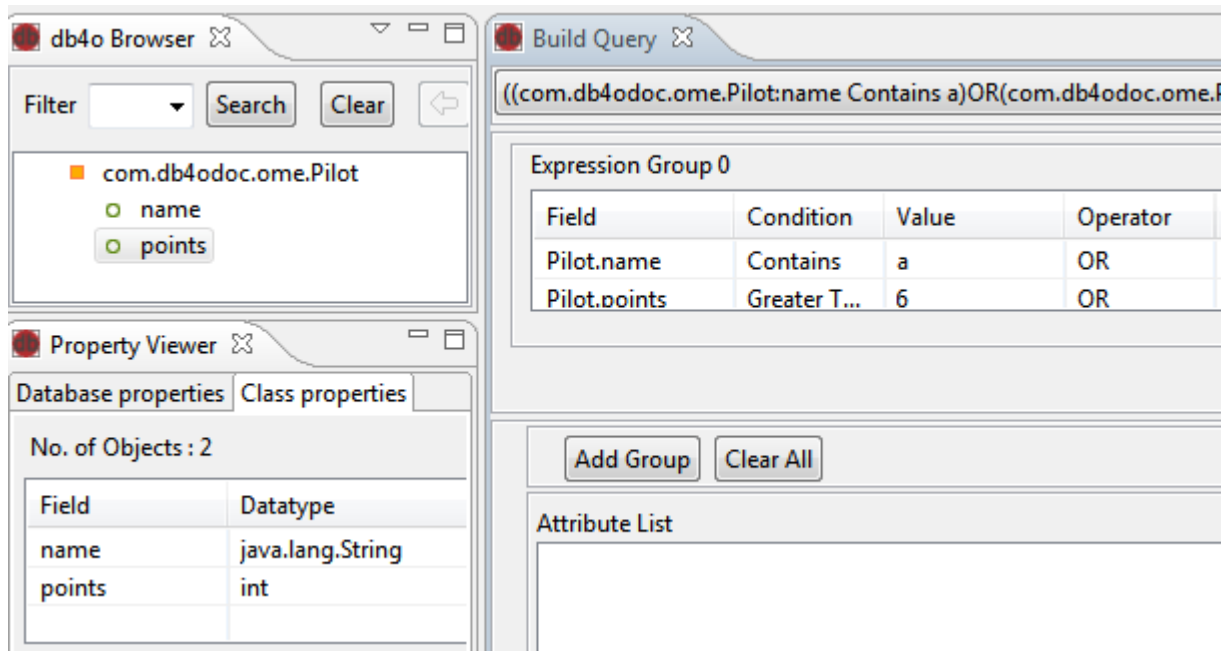 db4o Browser
Filter Search Clear
com.db4odoc.ome.Pilot
name
points
Property Viewer
Database properties Class properties
No. of Objects : 2
Field Datatype
name java.lang.String
points int
Build Query
((com.db4odoc.ome.Pilot:name Contains a)OR(com.db4odoc.ome.P
Expression Group 0
Field Condition Value Operator
Pilot.name Contains a OR
Pilot.points Greater T... 6 OR
Add Group Clear All
Attribute List